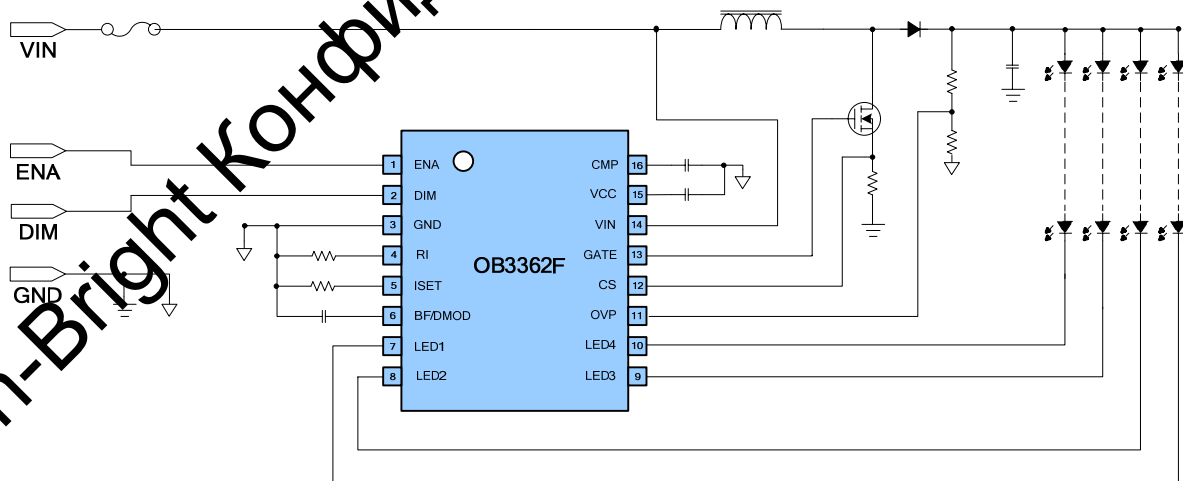 VIN
ENA
DIM
GND
n-Bright Конфи
1 ENA
2 DIM
3 GND
4 RI
5 ISET
6 BF/DMOD
7 LED1
8 LED2
OB3362F
CMP 16
VCC 15
VIN 14
GATE 13
CS 12
OVP 11
LED4 10
LED3 9